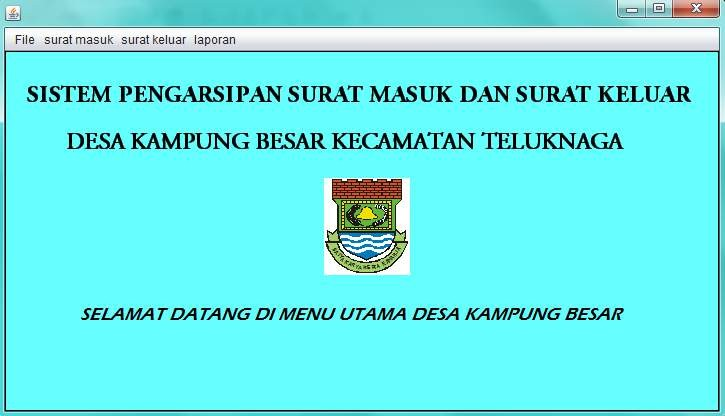 File surat masuk surat keluar laporan
SISTEM PENGARSIPAN SURAT MASUK DAN SURAT KELUAR
DESA KAMPUNG BESAR KECAMATAN TELUKNAGA
SELAMAT DATANG DI MENU UTAMA DESA KAMPUNG BESAR